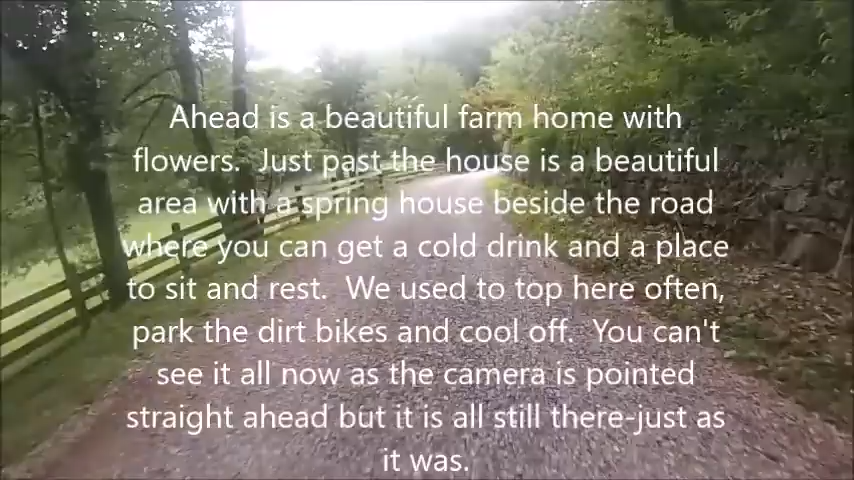 Ahead is a beautiful farm home with
flowers.  Just past the house is a beautiful
area with a spring house beside the road
where you can get a cold drink and a place
to sit and rest.  We used to top here often,
park the dirt bikes and cool off.  You can't
see it all now as the camera is pointed
straight ahead but it is all still there-just as
it was.